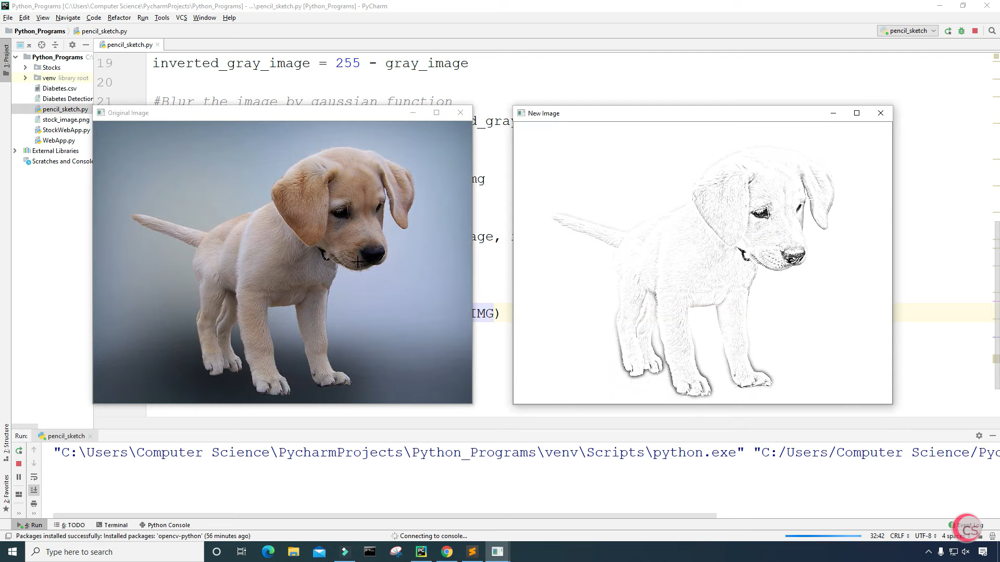 Python_Programs [C:\Users\Computer Science\PycharmProjects\Python_Programs] - ...\pencil_sketch.py [Python_Programs] - PyCharm
File Edit View Navigate Code Refactor Run Tools VCS Window Help
Python_Programs pencil_sketch.py
pencil_sketch
1: Project
pencil_sketch.py
Python_Programs C:\
Stocks
venv library root
Diabetes.csv
Diabetes Detection
pencil_sketch.py
stock_image.png
StockWebApp.py
WebApp.py
External Libraries
Scratches and Console
19 inverted_gray_image = 255 - gray_image
20
21 #Blur the image by gaussian function
d_gray
mg
age,
IMG)
Original Image
New Image
Z: Structure
2: Favorites
Run: pencil_sketch
"C:\Users\Computer Science\PycharmProjects\Python_Programs\venv\Scripts\python.exe" "C:/Users/Computer Science/Pyc
4: Run 6: TODO Terminal Python Console Event Log
CS
Packages installed successfully: Installed packages: 'opencv-python' (56 minutes ago) Connecting to console... 32:42 CRLF UTF-8 4 spaces
Type here to search